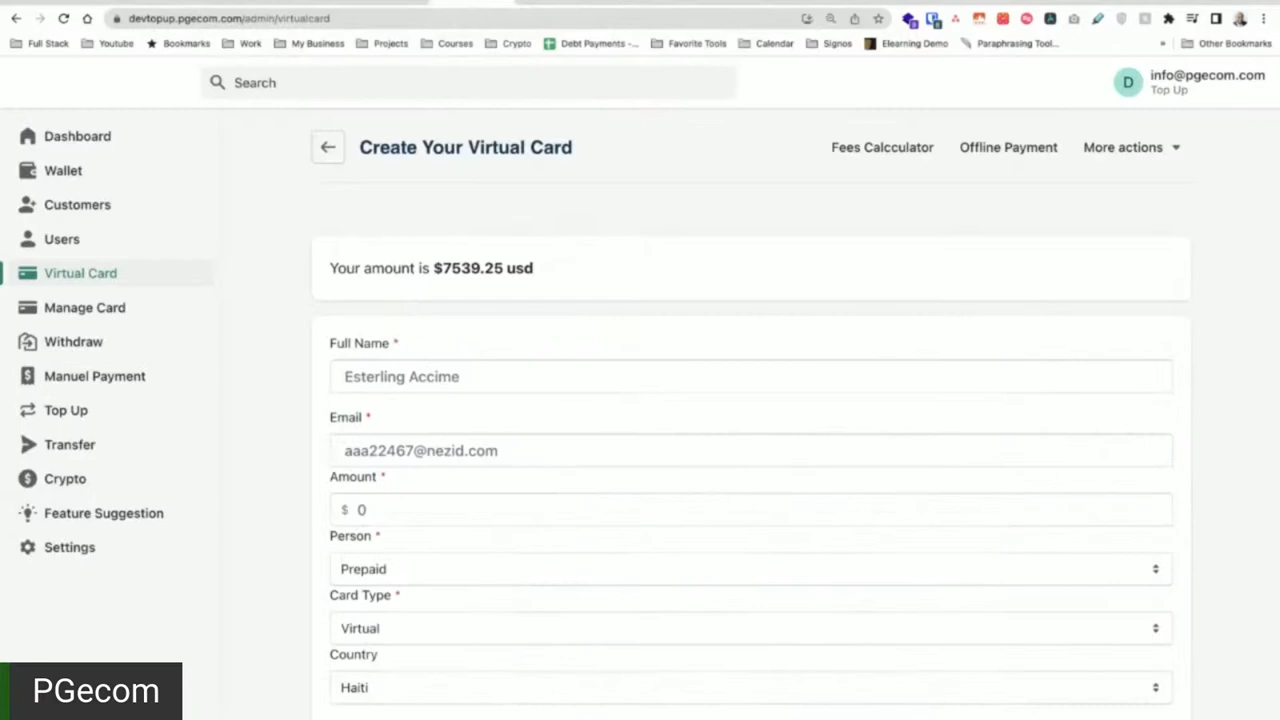 devtopup.pgecom.com/admin/virtualcard
Full Stack Youtube Bookmarks Work My Business Projects Courses Crypto Debt Payments -... Favorite Tools Calendar Signos Elearning Demo Paraphrasing Tool... » Other Bookmarks
Search
D info@pgecom.com
Top Up
Dashboard
Wallet
Customers
Users
Virtual Card
Manage Card
Withdraw
Manuel Payment
Top Up
Transfer
Crypto
Feature Suggestion
Settings
Create Your Virtual Card Fees Calcculator Offline Payment More actions
Your amount is $7539.25 usd
Full Name *
Esterling Accime
Email *
aaa22467@nezid.com
Amount *
$ 0
Person *
Prepaid
Card Type *
Virtual
Country
Haiti
PGecom